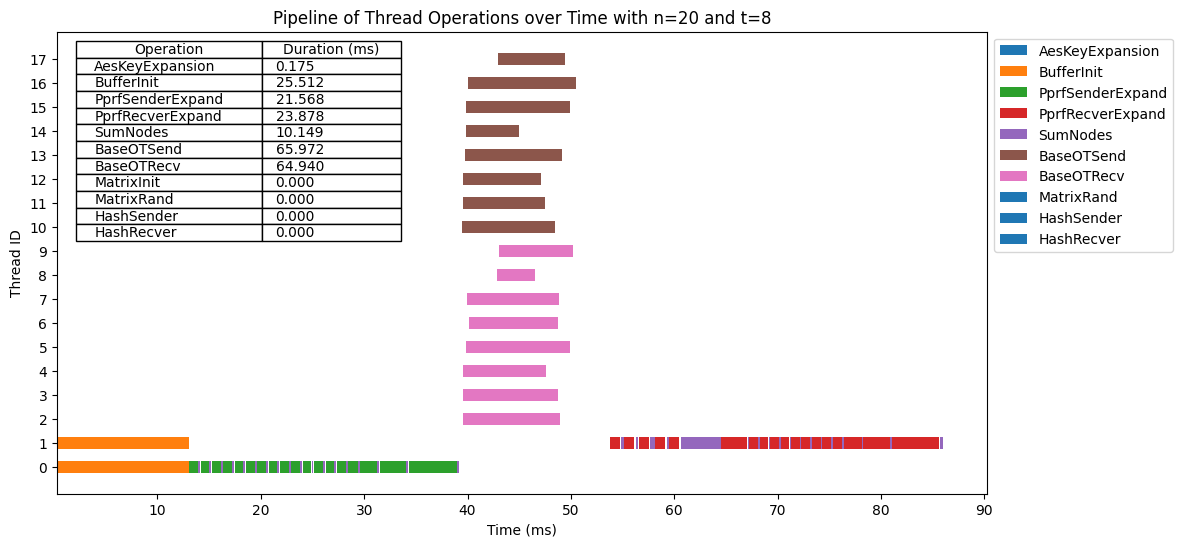 Pipeline of Thread Operations over Time with n=20 and t=8
Operation Duration (ms)
AesKeyExpansion 0.175
BufferInit 25.512
PprfSenderExpand 21.568
PprfRecverExpand 23.878
SumNodes 10.149
BaseOTSend 65.972
BaseOTRecv 64.940
MatrixInit 0.000
MatrixRand 0.000
HashSender 0.000
HashRecver 0.000
AesKeyExpansion
BufferInit
PprfSenderExpand
PprfRecverExpand
SumNodes
BaseOTSend
BaseOTRecv
MatrixRand
HashSender
HashRecver
Thread ID
17
16
15
14
13
12
11
10
9
8
7
6
5
4
3
2
1
0
10 20 30 40 50 60 70 80 90
Time (ms)